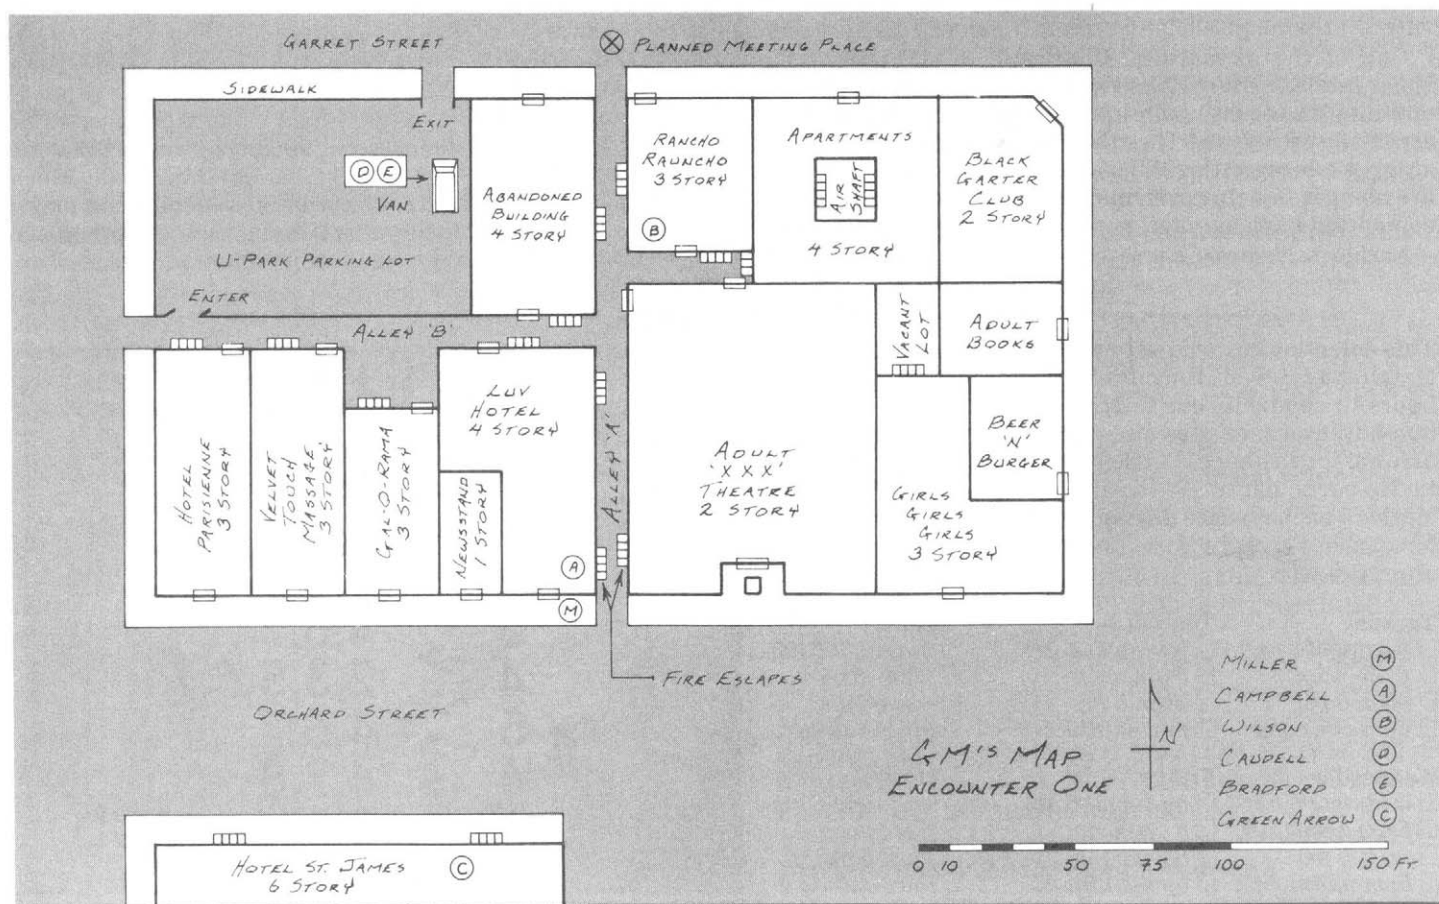 GARRET STREET
PLANNED MEETING PLACE
SIDEWALK
EXIT
D E
VAN
U-PARK PARKING LOT
ENTER
ABANDONED
BUILDING
4 STORY
RANCHO
RAUNCHO
3 STORY
B
APARTMENTS
AIR
SHAFT
4 STORY
BLACK
GARTER
CLUB
2 STORY
ALLEY 'B'
VACANT
LOT
ADULT
BOOKS
HOTEL
PARISIENNE
3 STORY
VELVET
TOUCH
MASSAGE
3 STORY
GAL-O-RAMA
3 STORY
LUV
HOTEL
4 STORY
NEWSSTAND
1 STORY
A
M
ALLEY 'A'
ADULT
'XXX'
THEATRE
2 STORY
BEER
'N'
BURGER
GIRLS
GIRLS
GIRLS
3 STORY
FIRE ESCAPES
ORCHARD STREET
HOTEL ST. JAMES
6 STORY
C
GM'S MAP
ENCOUNTER ONE
N
MILLER M
CAMPBELL A
WILSON B
CAUDELL D
BRADFORD E
GREEN ARROW C
0 10 50 75 100 150 FT